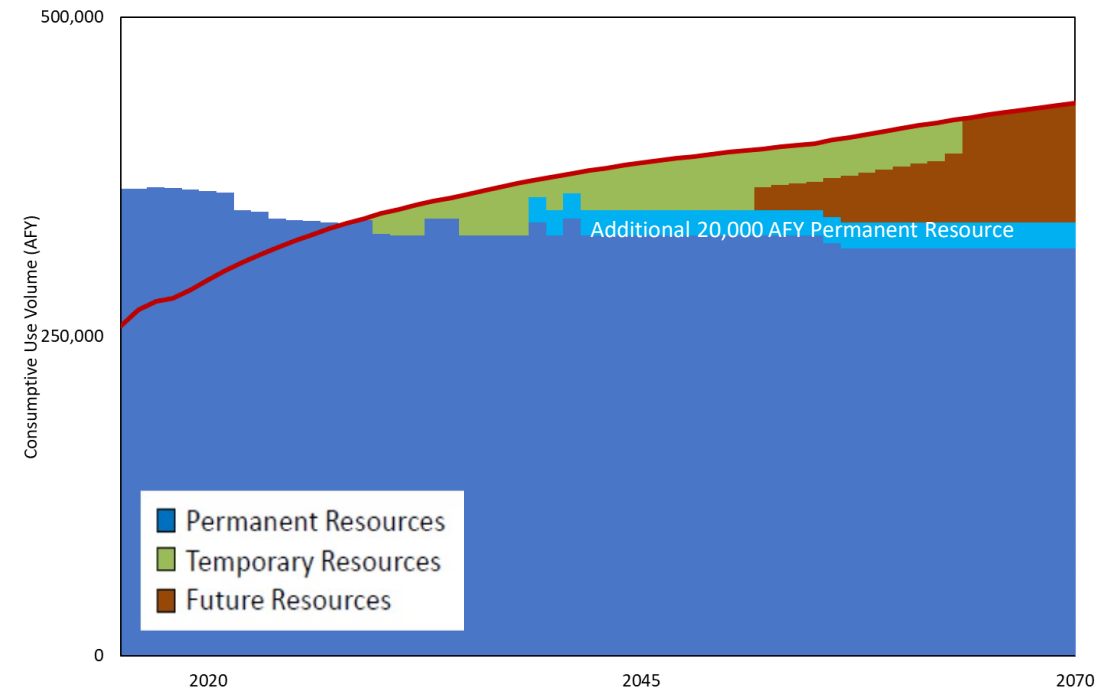 500,000
Consumptive Use Volume (AFY)
250,000
Additional 20,000 AFY Permanent Resource
Permanent Resources
Temporary Resources
Future Resources
0
2020
2045
2070